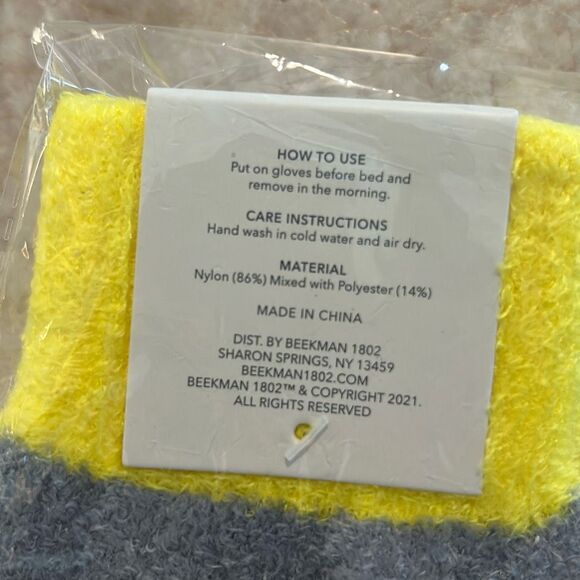 HOW TO USE
Put on gloves before bed and
remove in the morning.
CARE INSTRUCTIONS
Hand wash in cold water and air dry.
MATERIAL
Nylon (86%) Mixed with Polyester (14%)
MADE IN CHINA
DIST. BY BEEKMAN 1802
SHARON SPRINGS, NY 13459
BEEKMAN1802.COM
BEEKMAN 1802™ & COPYRIGHT 2021.
ALL RIGHTS RESERVED